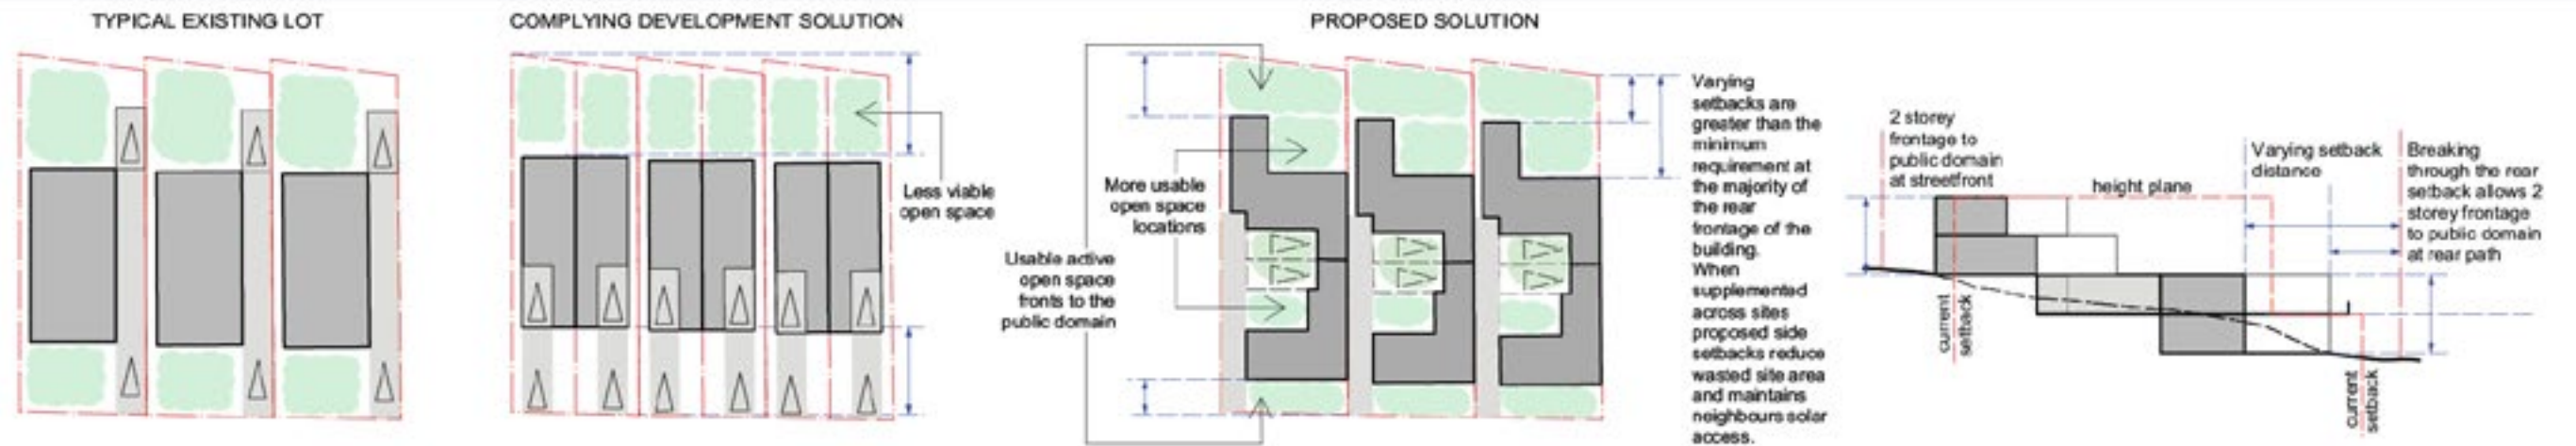 TYPICAL EXISTING LOT
COMPLYING DEVELOPMENT SOLUTION
Less viable
open space
PROPOSED SOLUTION
More usable
open space
locations
Usable active
open space
fronts to the
public domain
Varying
setbacks are
greater than the
minimum
requirement at
the majority of
the rear
frontage of the
building.
When
supplemented
across sites
proposed side
setbacks reduce
wasted site area
and maintains
neighbours solar
access.
2 storey
frontage to
public domain
at streetfront
height plane
Varying setback
distance
Breaking
through the rear
setback allows 2
storey frontage
to public domain
at rear path
current
setback
current
setback